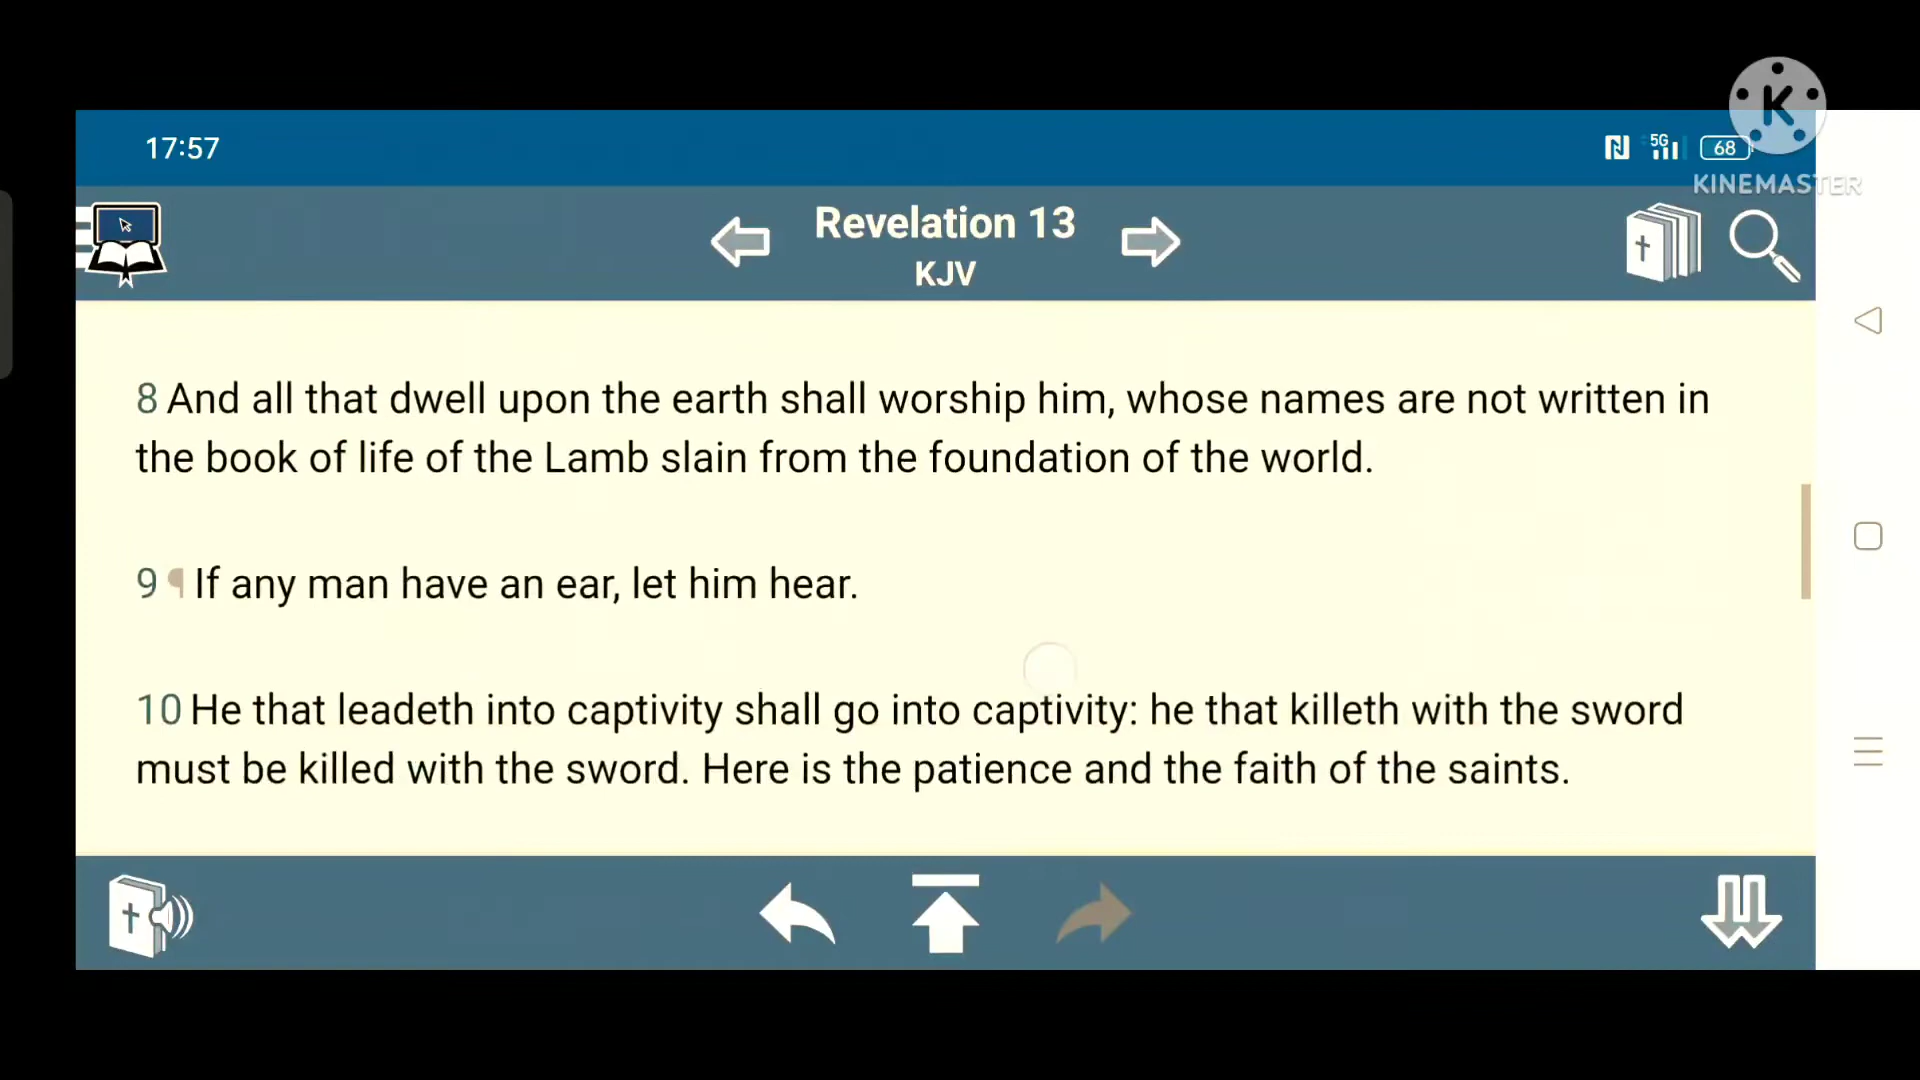 17:57
5G
68
K
KINEMASTER
Revelation 13
KJV
8 And all that dwell upon the earth shall worship him, whose names are not written in
the book of life of the Lamb slain from the foundation of the world.
9 ¶ If any man have an ear, let him hear.
10 He that leadeth into captivity shall go into captivity: he that killeth with the sword
must be killed with the sword. Here is the patience and the faith of the saints.